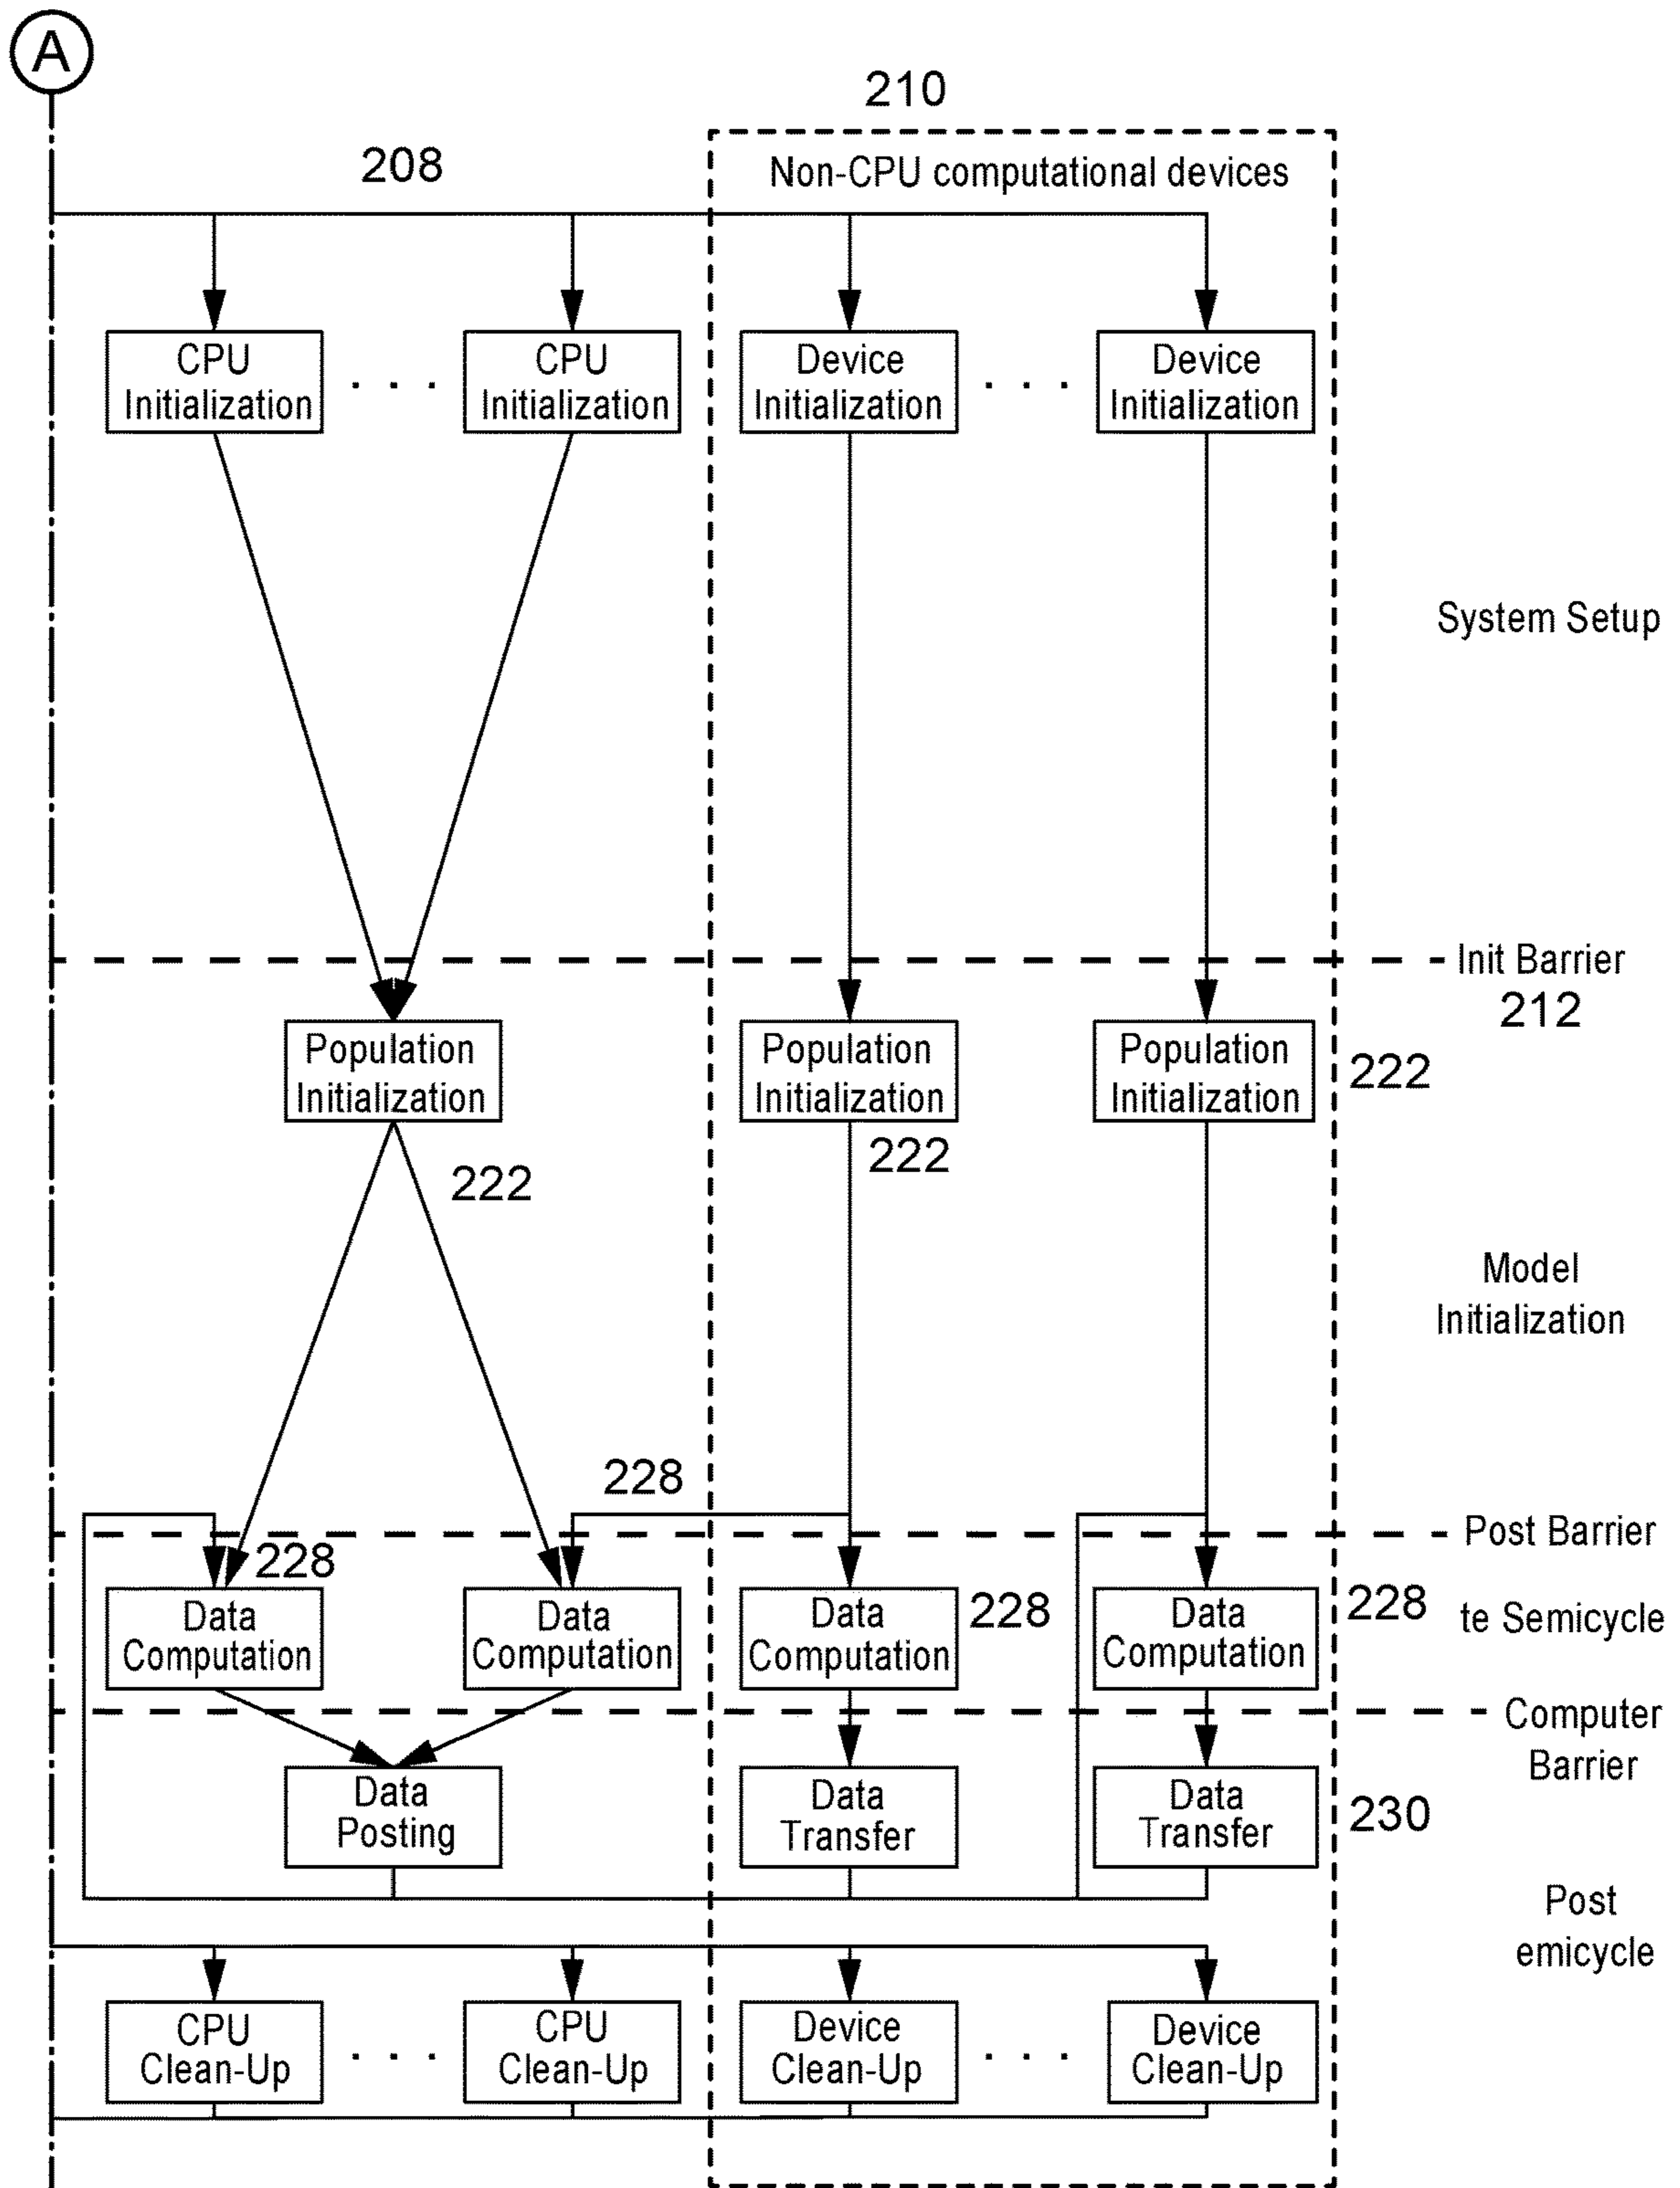 A
210
208
Non-CPU computational devices
CPU
Initialization
. . .
CPU
Initialization
Device
Initialization
. . .
Device
Initialization
System Setup
Init Barrier
212
Population
Initialization
Population
Initialization
Population
Initialization
222
222
222
Model
Initialization
228
Post Barrier
228
Data
Computation
Data
Computation
Data
Computation
228
Data
Computation
228
te Semicycle
Computer
Barrier
Data
Posting
Data
Transfer
Data
Transfer
230
Post
emicycle
CPU
Clean-Up
. . .
CPU
Clean-Up
Device
Clean-Up
. . .
Device
Clean-Up